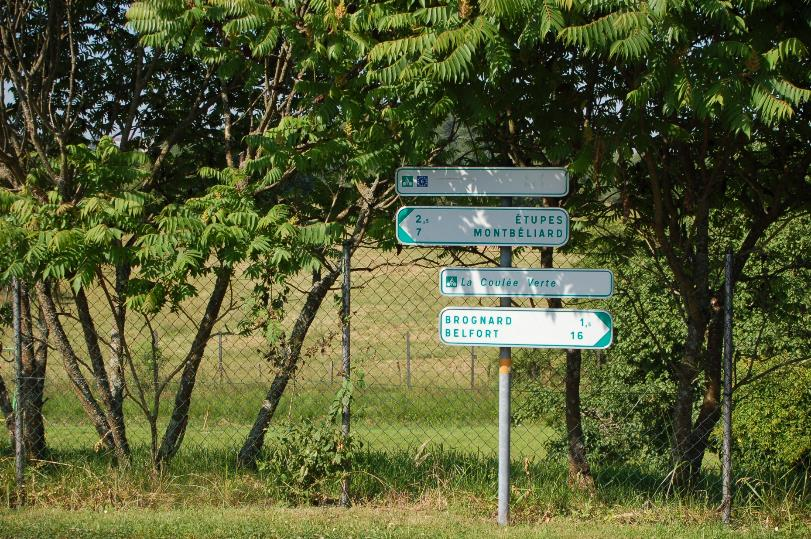 2,5 ÉTUPES
7 MONTBÉLIARD
La Coulée Verte
BROGNARD 1,5
BELFORT 16